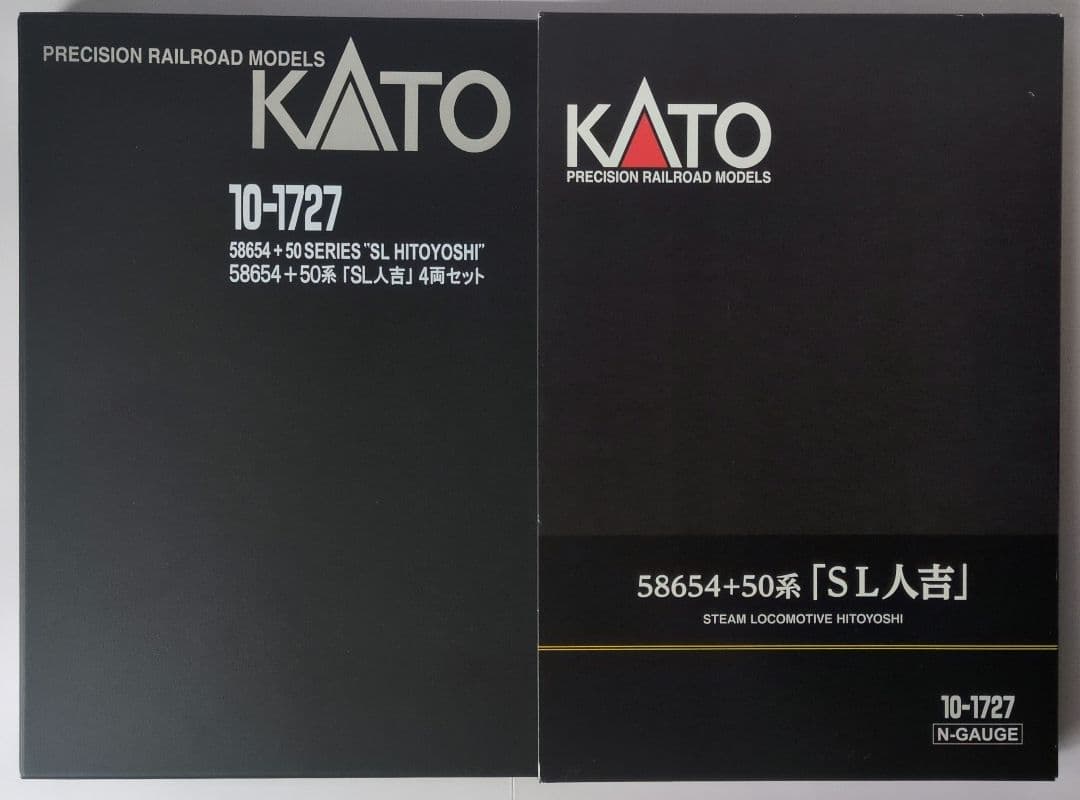 PRECISION RAILROAD MODELS
KATO
10-1727
58654+50 SERIES "SL HITOYOSHI"
58654+50系「SL人吉」4両セット
KATO
PRECISION RAILROAD MODELS
58654+50系「SL人吉」
STEAM LOCOMOTIVE HITOYOSHI
10-1727
N-GAUGE